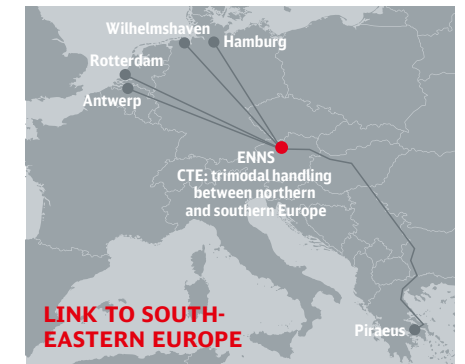 Wilhelmshaven
Hamburg
Rotterdam
Antwerp
ENNS
CTE: trimodal handling
between northern
and southern Europe
LINK TO SOUTH-
EASTERN EUROPE
Piraeus